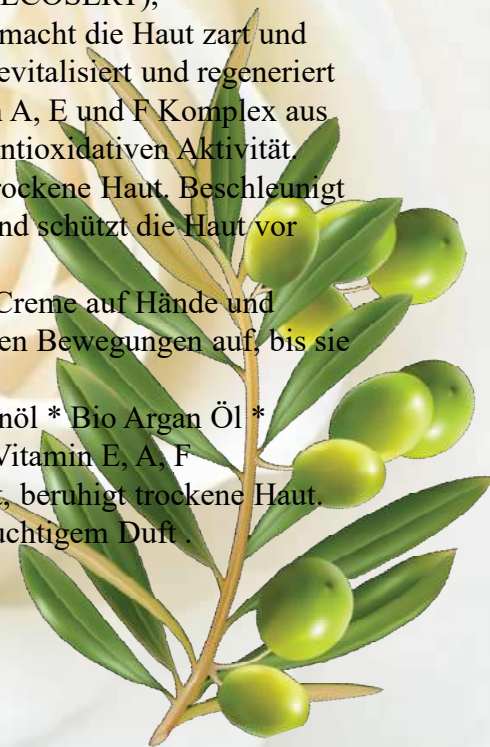 ECOSERT),
macht die Haut zart und
evitalisiert und regeneriert
A, E und F Komplex aus
ntioxidativen Aktivität.
rockene Haut. Beschleunigt
nd schützt die Haut vor
Creme auf Hände und
en Bewegungen auf, bis sie
nöl * Bio Argan Öl *
Vitamin E, A, F
t, beruhigt trockene Haut.
uchtigem Duft .